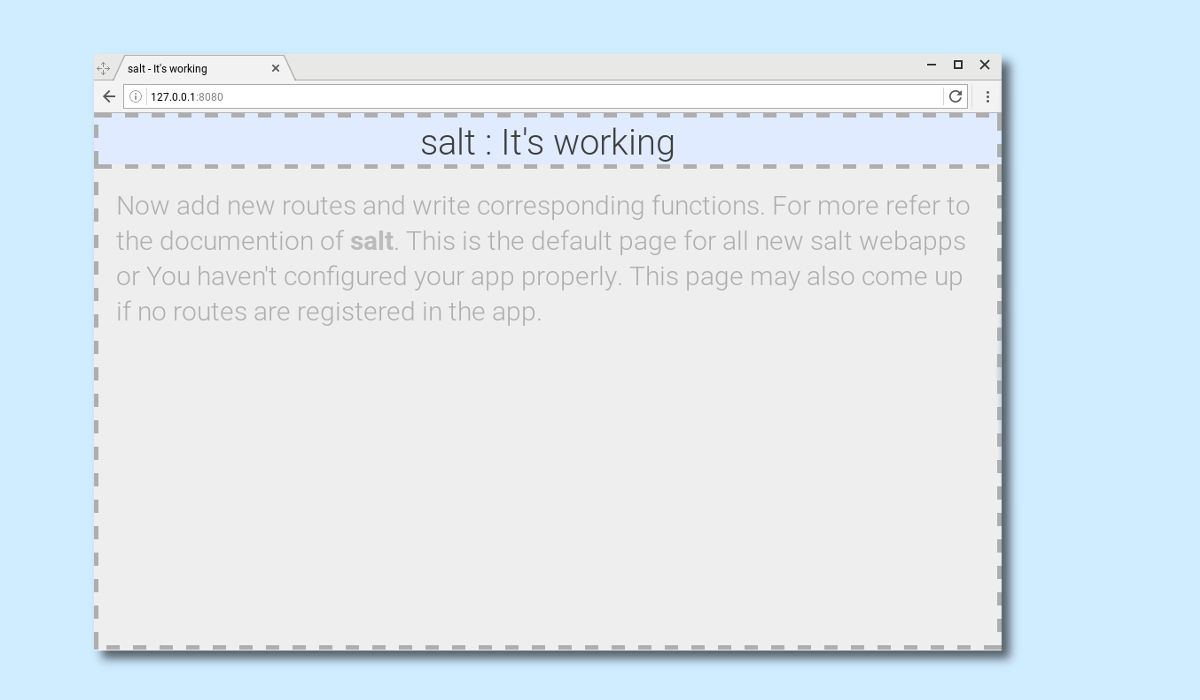 salt - It's working
127.0.0.1:8080
salt : It's working
Now add new routes and write corresponding functions. For more refer to
the documention of salt. This is the default page for all new salt webapps
or You haven't configured your app properly. This page may also come up
if no routes are registered in the app.